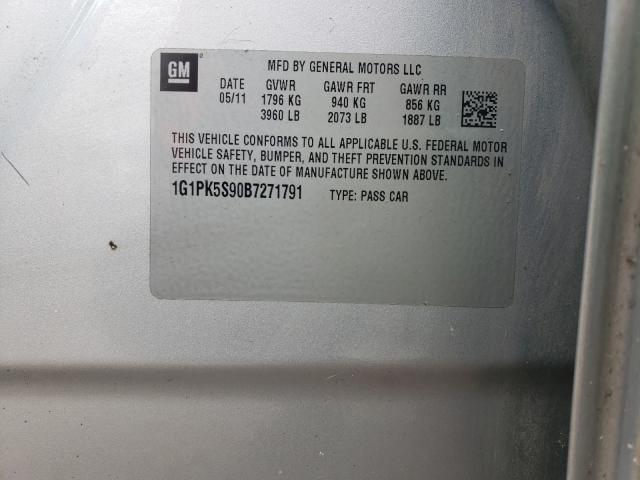 GM
MFD BY GENERAL MOTORS LLC
DATE GVWR GAWR FRT GAWR RR
05/11 1796 KG 940 KG 856 KG
3960 LB 2073 LB 1887 LB
THIS VEHICLE CONFORMS TO ALL APPLICABLE U.S. FEDERAL MOTOR
VEHICLE SAFETY, BUMPER, AND THEFT PREVENTION STANDARDS IN
EFFECT ON THE DATE OF MANUFACTURE SHOWN ABOVE.
1G1PK5S90B7271791 TYPE: PASS CAR